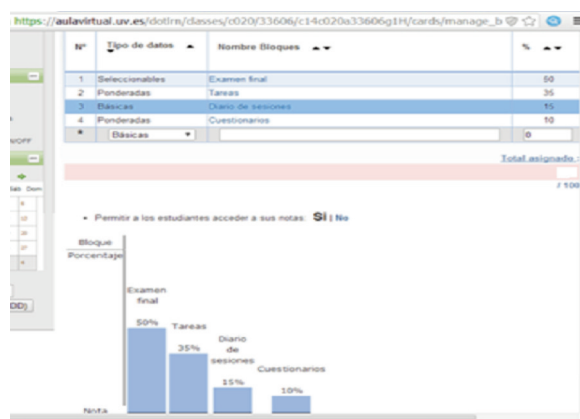 https://aulavirtual.uv.es/dotlrn/classes/c020/33606/c14c020a33606g1H/cards/manage_b
Nº Tipo de datos Nombre Bloques %
1 Seleccionables Examen final 50
2 Ponderadas Tareas 35
3 Básicas Diario de sesiones 15
4 Ponderadas Cuestionarios 10
* Básicas 0
Total asignado:
/ 100
Dom
DD)
• Permitir a los estudiantes acceder a sus notas: Sí | No
Bloque
Porcentaje
Examen
final
50%
Tareas
35%
Diario
de
sesiones
15%
Cuestionarios
10%
Nota